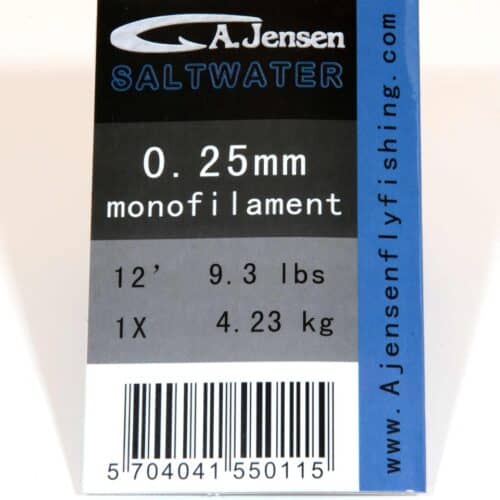 A. Jensen
SALTWATER
0.25mm
monofilament
12' 9.3 lbs
1X 4.23 kg
5 704041 550115
www.Ajensenflyfishing.com